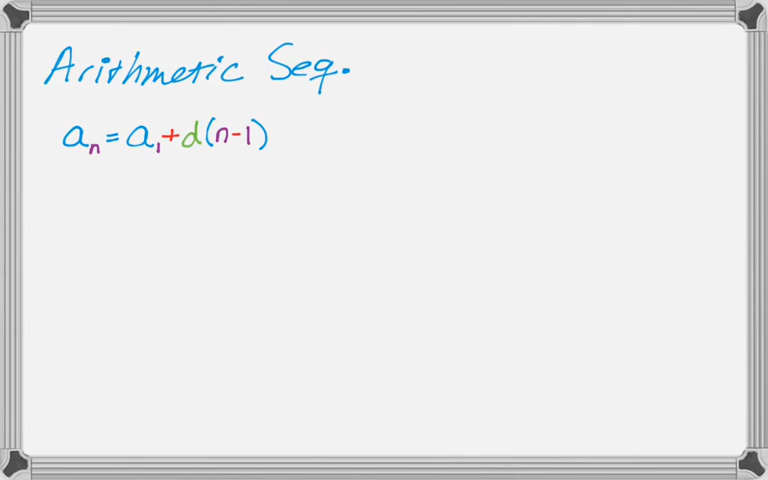 Arithmetic Seq.
aₙ = a₁ + d(n-1)